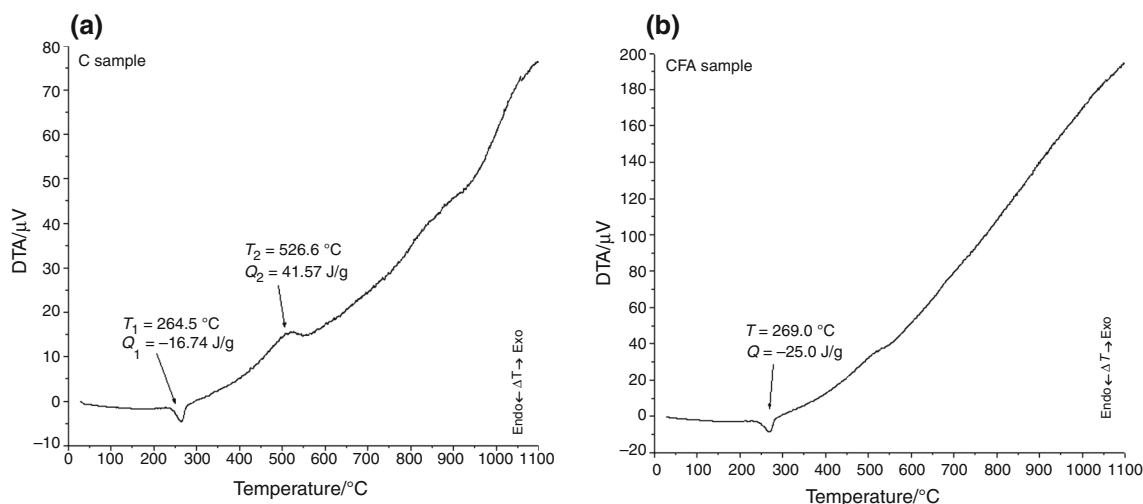 (a)
C sample
80
70
60
50
40
30
20
10
0
–10
DTA/µV
T2 = 526.6 °C
Q2 = 41.57 J/g
T1 = 264.5 °C
Q1 = –16.74 J/g
Endo← ΔT → Exo
0 100 200 300 400 500 600 700 800 900 1000 1100
Temperature/°C
(b)
CFA sample
200
180
160
140
120
100
80
60
40
20
0
–20
DTA/µV
T = 269.0 °C
Q = –25.0 J/g
Endo← ΔT → Exo
0 100 200 300 400 500 600 700 800 900 1000 1100
Temperature/°C